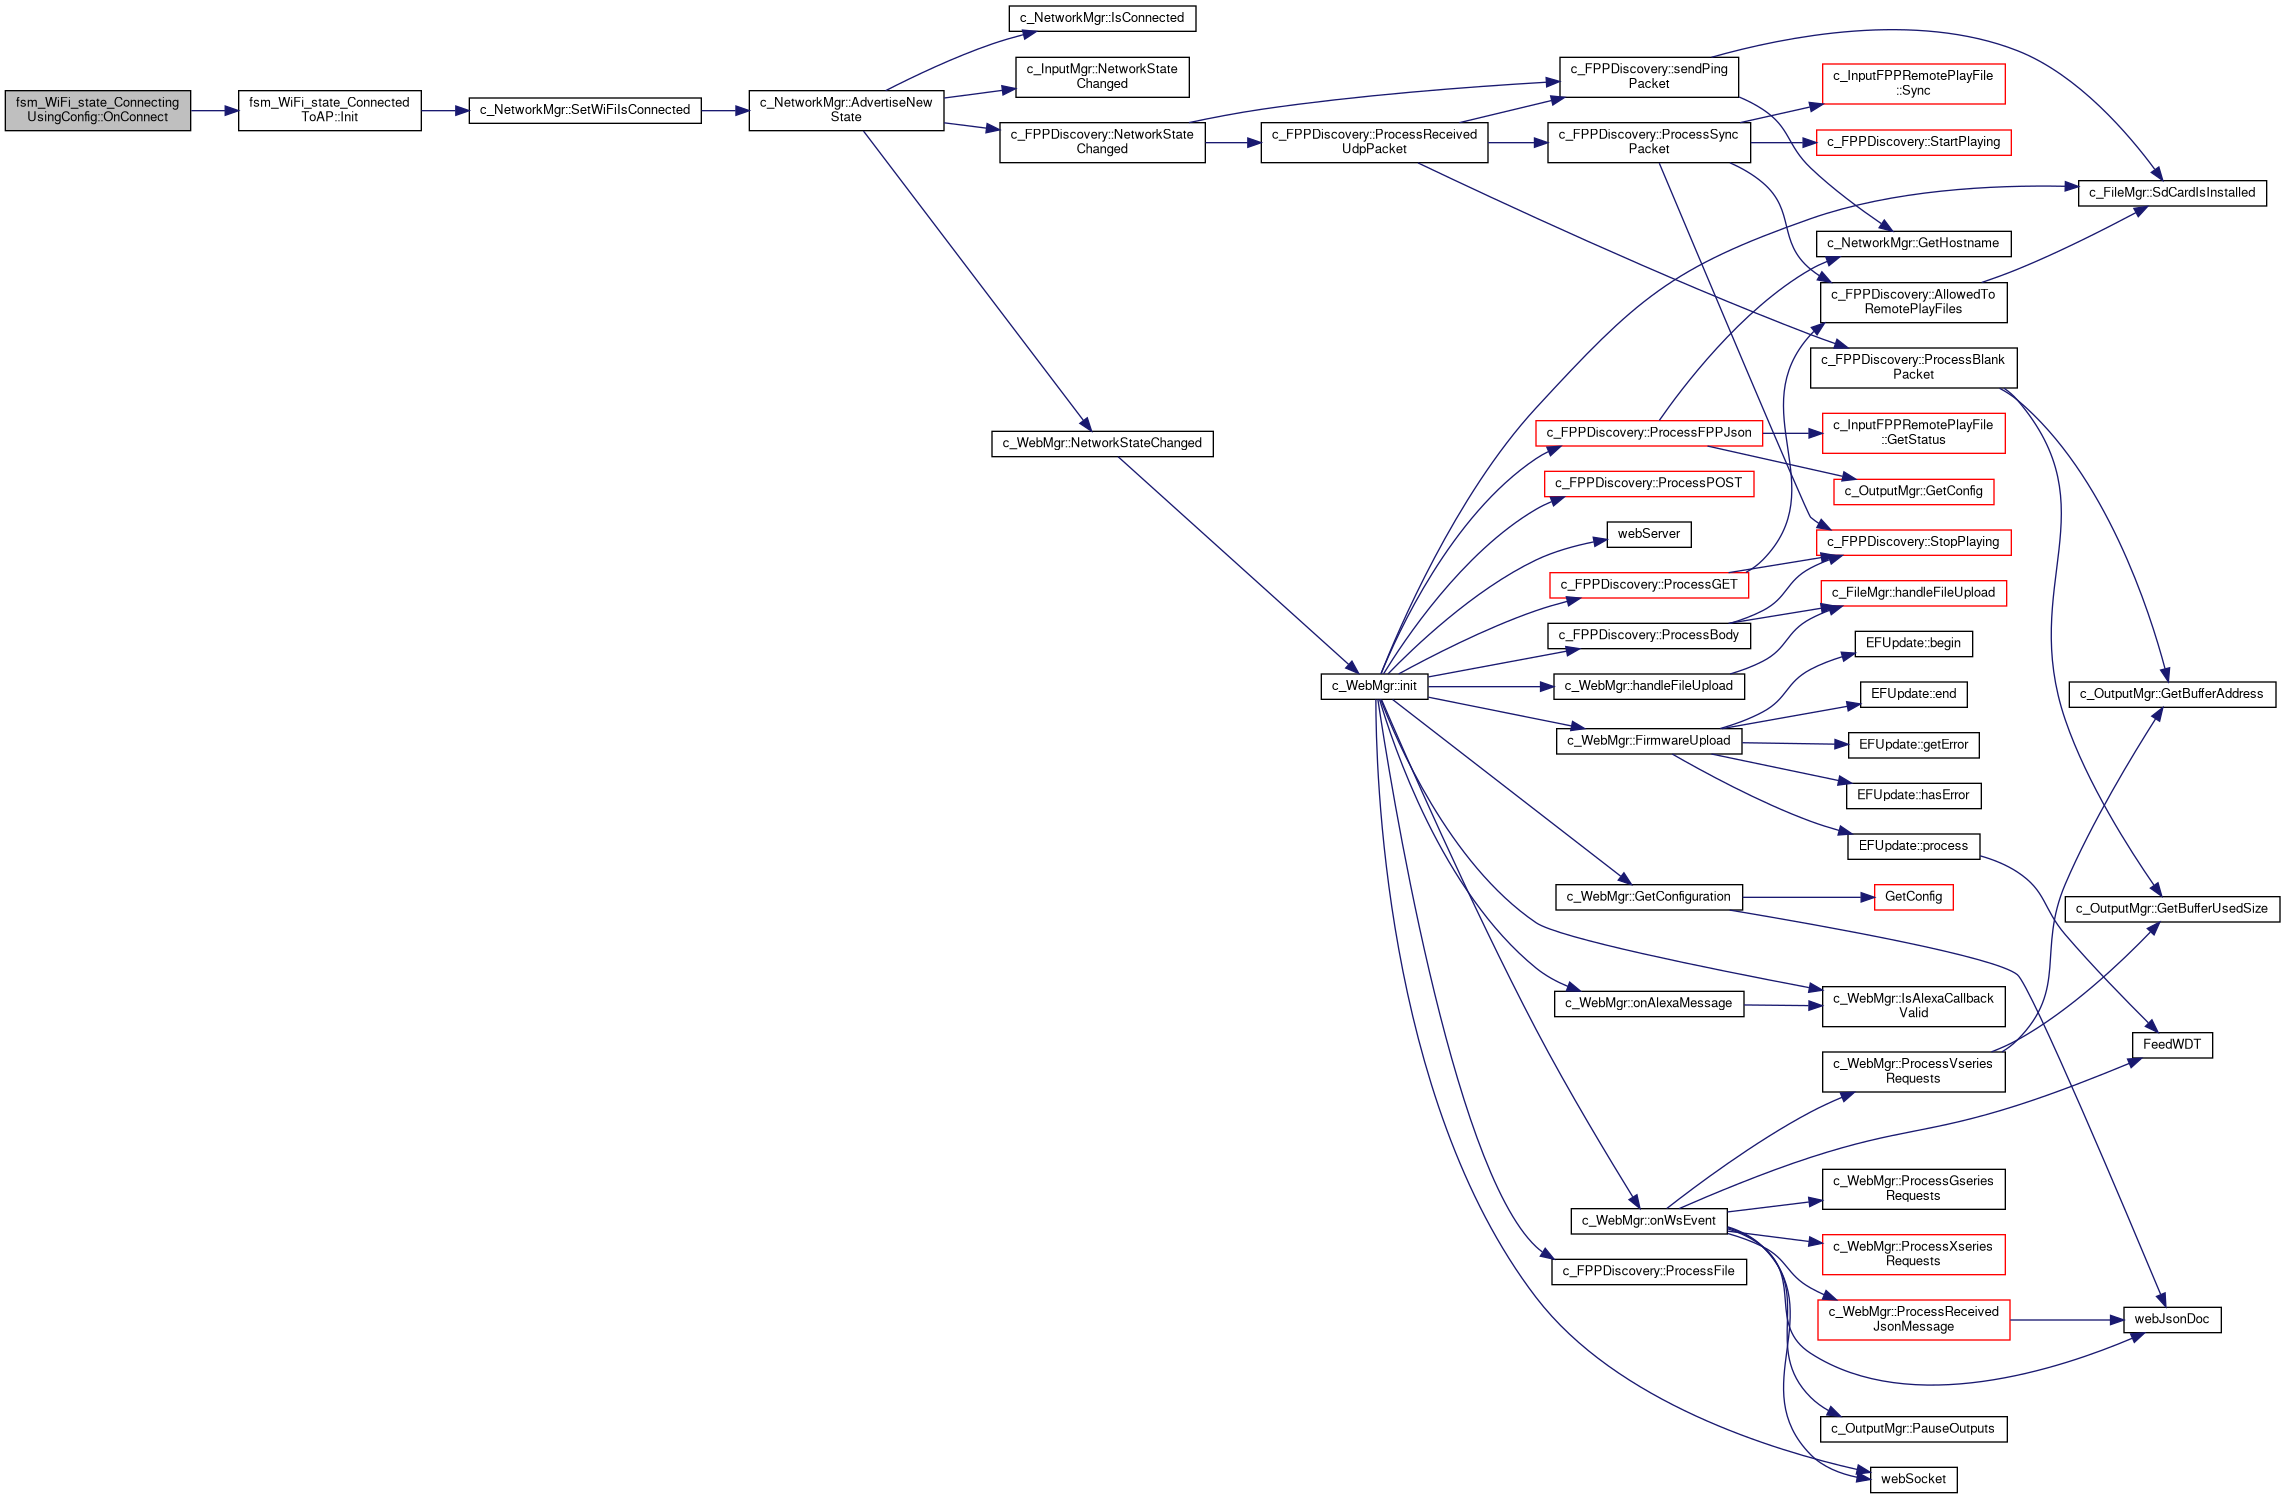 fsm_WiFi_state_Connecting
UsingConfig::OnConnect
fsm_WiFi_state_Connected
ToAP::Init
c_NetworkMgr::SetWiFiIsConnected
c_NetworkMgr::AdvertiseNew
State
c_NetworkMgr::IsConnected
c_InputMgr::NetworkState
Changed
c_FPPDiscovery::NetworkState
Changed
c_WebMgr::NetworkStateChanged
c_FPPDiscovery::ProcessReceived
UdpPacket
c_WebMgr::init
c_FPPDiscovery::sendPing
Packet
c_FPPDiscovery::ProcessSync
Packet
c_FPPDiscovery::ProcessFPPJson
c_FPPDiscovery::ProcessPOST
webServer
c_FPPDiscovery::ProcessGET
c_FPPDiscovery::ProcessBody
c_WebMgr::handleFileUpload
c_WebMgr::FirmwareUpload
c_WebMgr::GetConfiguration
c_WebMgr::onAlexaMessage
c_WebMgr::onWsEvent
c_FPPDiscovery::ProcessFile
c_InputFPPRemotePlayFile
::Sync
c_FPPDiscovery::StartPlaying
c_NetworkMgr::GetHostname
c_FPPDiscovery::AllowedTo
RemotePlayFiles
c_FPPDiscovery::ProcessBlank
Packet
c_InputFPPRemotePlayFile
::GetStatus
c_OutputMgr::GetConfig
c_FPPDiscovery::StopPlaying
c_FileMgr::handleFileUpload
EFUpdate::begin
EFUpdate::end
EFUpdate::getError
EFUpdate::hasError
EFUpdate::process
GetConfig
c_WebMgr::IsAlexaCallback
Valid
c_WebMgr::ProcessVseries
Requests
c_WebMgr::ProcessGseries
Requests
c_WebMgr::ProcessXseries
Requests
c_WebMgr::ProcessReceived
JsonMessage
c_OutputMgr::PauseOutputs
webSocket
c_FileMgr::SdCardIsInstalled
c_OutputMgr::GetBufferAddress
c_OutputMgr::GetBufferUsedSize
FeedWDT
webJsonDoc